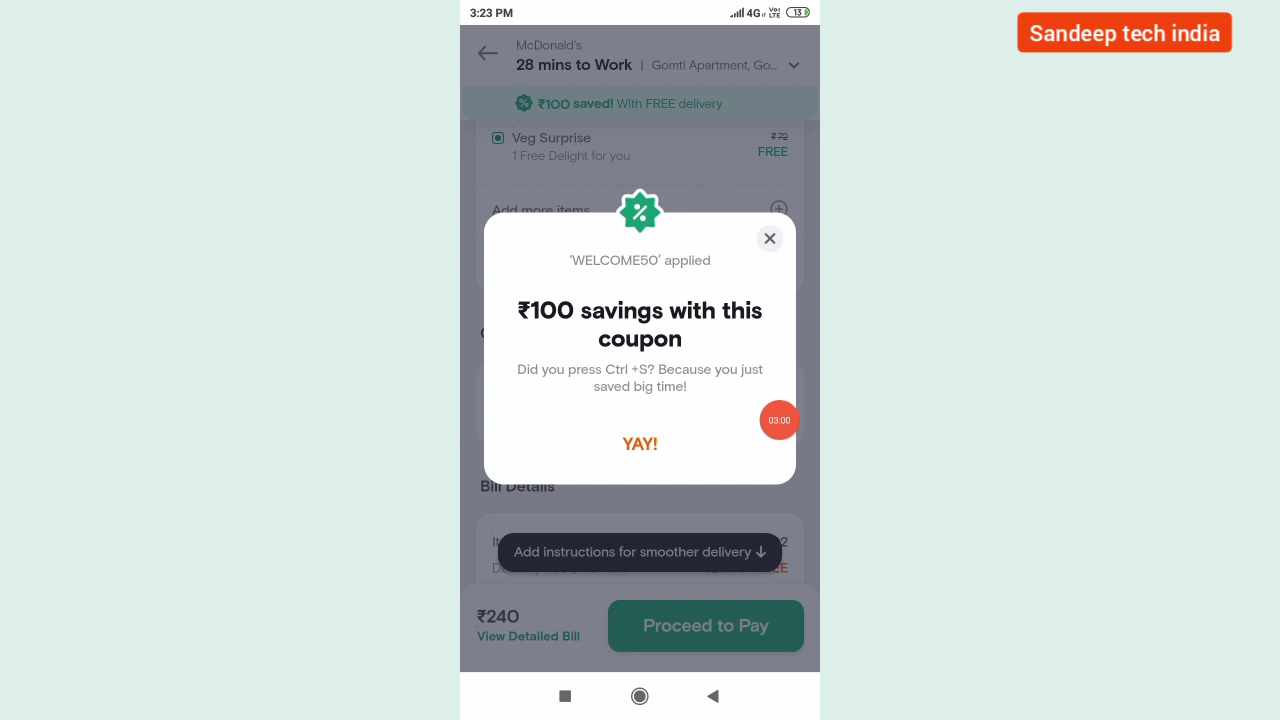 3:23 PM
4G
Vo
LTE
13
Sandeep tech india
McDonald's
28 mins to Work | Gomti Apartment, Go...
₹100 saved! With FREE delivery
Veg Surprise
₹72
1 Free Delight for you
FREE
Add more items
'WELCOME50' applied
₹100 savings with this
coupon
Did you press Ctrl +S? Because you just
saved big time!
03:00
YAY!
Bill Details
Add instructions for smoother delivery ↓
₹240
View Detailed Bill
Proceed to Pay